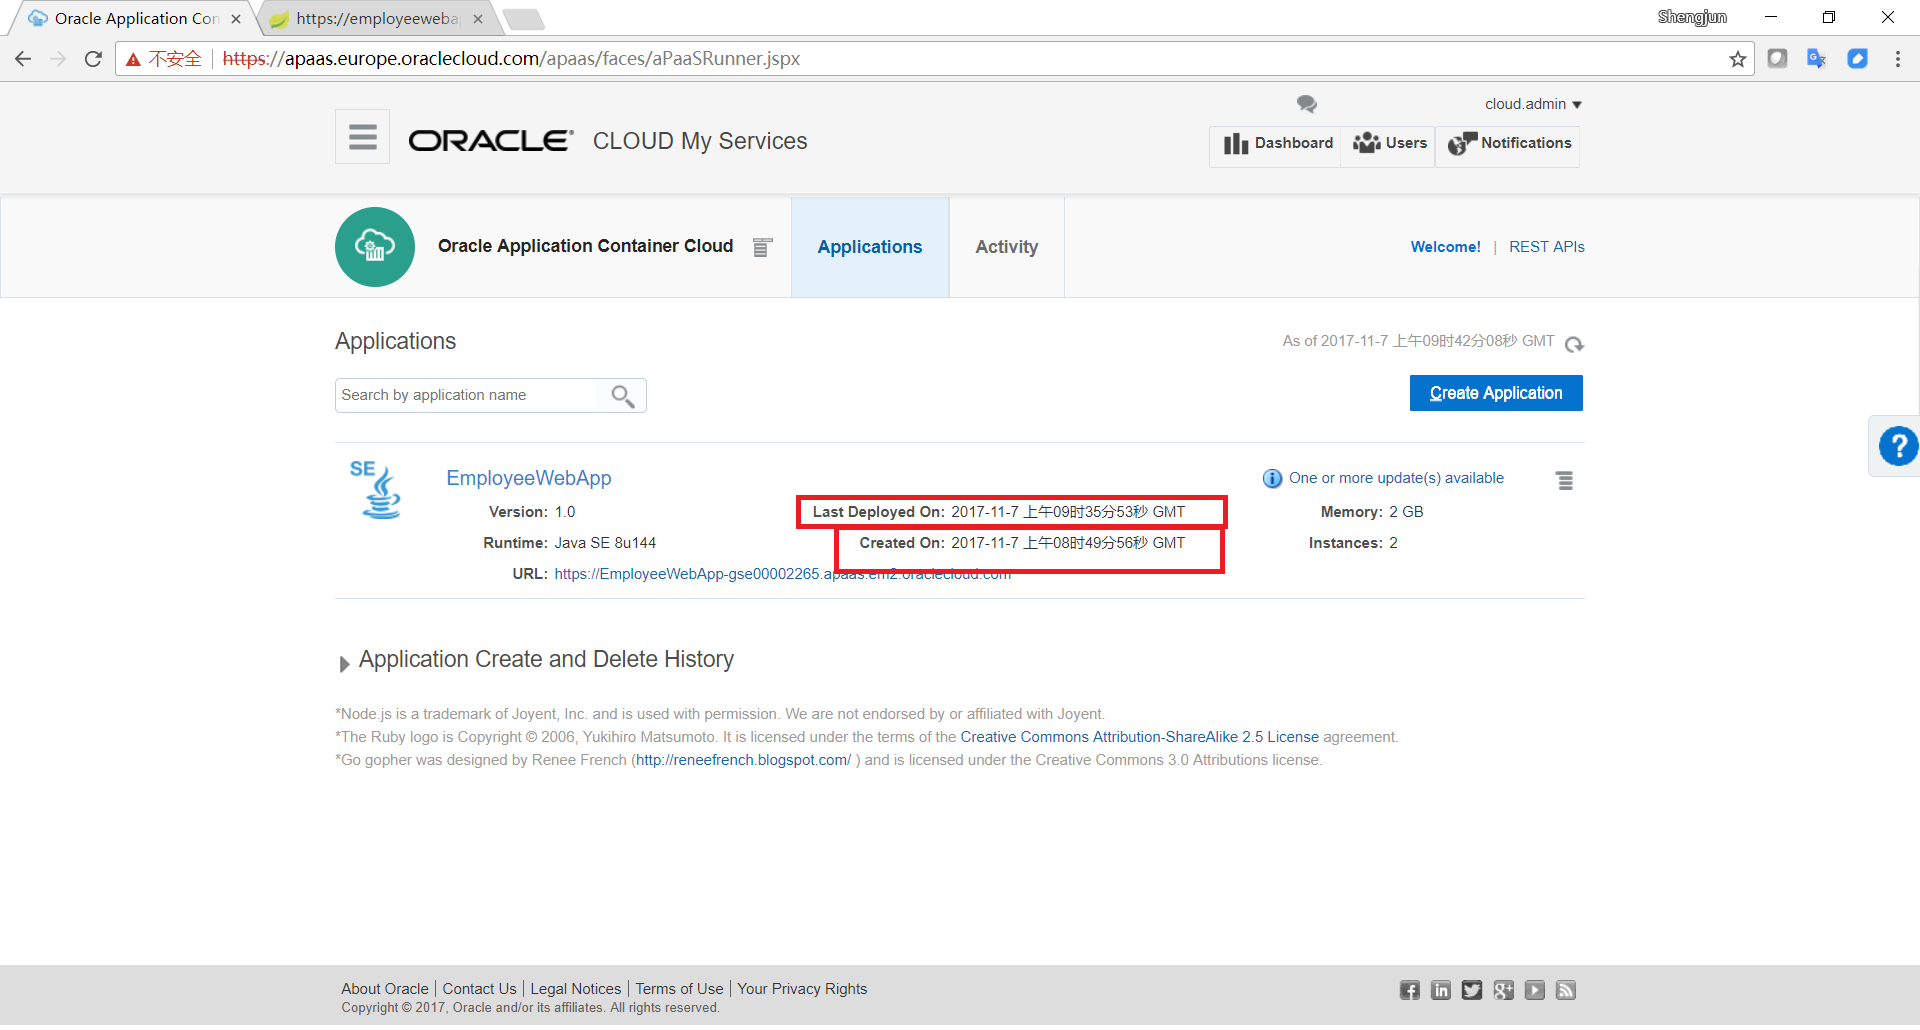 Oracle Application Con
https://employeeweba
Shengjun
不安全 https://apaas.europe.oraclecloud.com/apaas/faces/aPaaSRunner.jspx
cloud.admin
ORACLE CLOUD My Services
Dashboard Users Notifications
Oracle Application Container Cloud
Applications
Activity
Welcome! | REST APIs
Applications
As of 2017-11-7 上午09时42分08秒 GMT
Search by application name
Create Application
?
SE
EmployeeWebApp
One or more update(s) available
Version: 1.0
Last Deployed On: 2017-11-7 上午09时35分53秒 GMT
Memory: 2 GB
Runtime: Java SE 8u144
Created On: 2017-11-7 上午08时49分56秒 GMT
Instances: 2
URL: https://EmployeeWebApp-gse00002265.apaas.em2.oraclecloud.com
Application Create and Delete History
*Node.js is a trademark of Joyent, Inc. and is used with permission. We are not endorsed by or affiliated with Joyent.
*The Ruby logo is Copyright © 2006, Yukihiro Matsumoto. It is licensed under the terms of the Creative Commons Attribution-ShareAlike 2.5 License agreement.
*Go gopher was designed by Renee French (http://reneefrench.blogspot.com/ ) and is licensed under the Creative Commons 3.0 Attributions license.
About Oracle | Contact Us | Legal Notices | Terms of Use | Your Privacy Rights
Copyright © 2017, Oracle and/or its affiliates. All rights reserved.